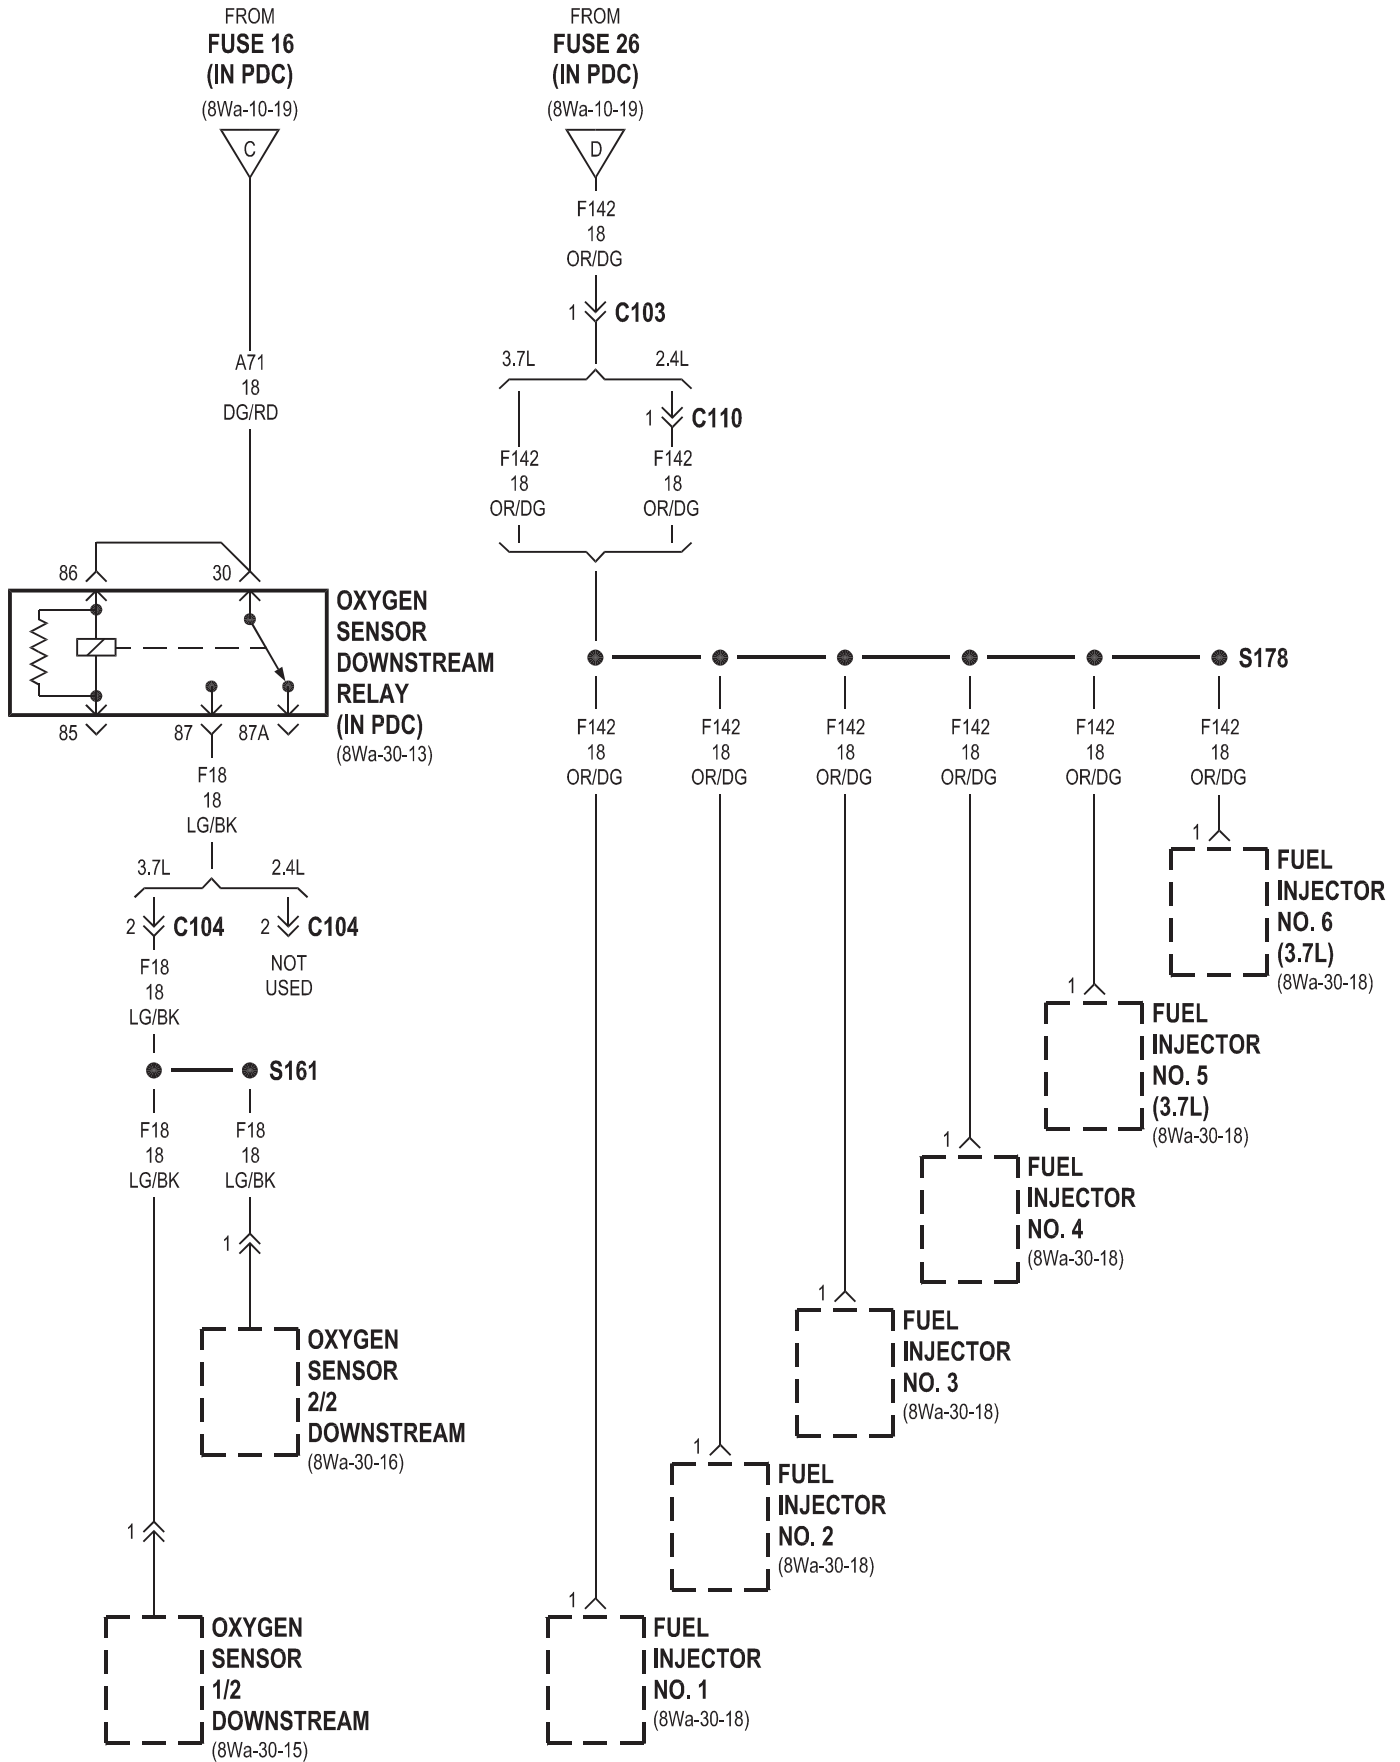 FROM
FUSE 16
(IN PDC)
(8Wa-10-19)
C
A71
18
DG/RD
86
30
OXYGEN
SENSOR
DOWNSTREAM
RELAY
(IN PDC)
(8Wa-30-13)
85
87
87A
F18
18
LG/BK
3.7L
2.4L
2
C104
2
C104
F18
18
LG/BK
NOT
USED
S161
F18
18
LG/BK
F18
18
LG/BK
1
OXYGEN
SENSOR
2/2
DOWNSTREAM
(8Wa-30-16)
1
OXYGEN
SENSOR
1/2
DOWNSTREAM
(8Wa-30-15)
FROM
FUSE 26
(IN PDC)
(8Wa-10-19)
D
F142
18
OR/DG
1
C103
3.7L
2.4L
1
C110
F142
18
OR/DG
F142
18
OR/DG
S178
F142
18
OR/DG
F142
18
OR/DG
F142
18
OR/DG
F142
18
OR/DG
F142
18
OR/DG
F142
18
OR/DG
1
FUEL
INJECTOR
NO. 6
(3.7L)
(8Wa-30-18)
1
FUEL
INJECTOR
NO. 5
(3.7L)
(8Wa-30-18)
1
FUEL
INJECTOR
NO. 4
(8Wa-30-18)
1
FUEL
INJECTOR
NO. 3
(8Wa-30-18)
1
FUEL
INJECTOR
NO. 2
(8Wa-30-18)
1
FUEL
INJECTOR
NO. 1
(8Wa-30-18)